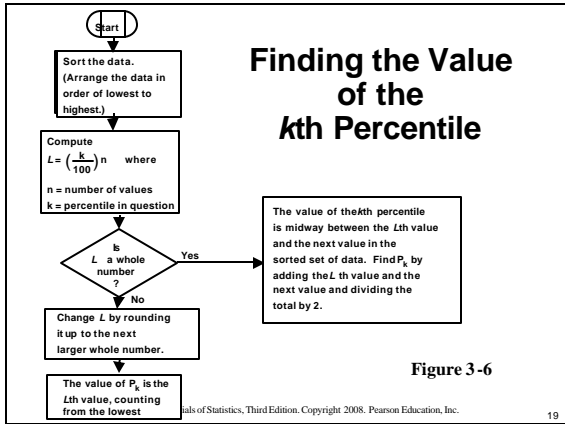 Start
Finding the Value
of the
kth Percentile
Sort the data.
(Arrange the data in
order of lowest to
highest.)
Compute
L = (k/100) n where
n = number of values
k = percentile in question
Is
L a whole
number
?
Yes
The value of thekth percentile
is midway between the Lth value
and the next value in the
sorted set of data. Find Pk by
adding the L th value and the
next value and dividing the
total by 2.
No
Change L by rounding
it up to the next
larger whole number.
The value of Pk is the
Lth value, counting
from the lowest
Figure 3-6
ials of Statistics, Third Edition. Copyright 2008. Pearson Education, Inc.
19